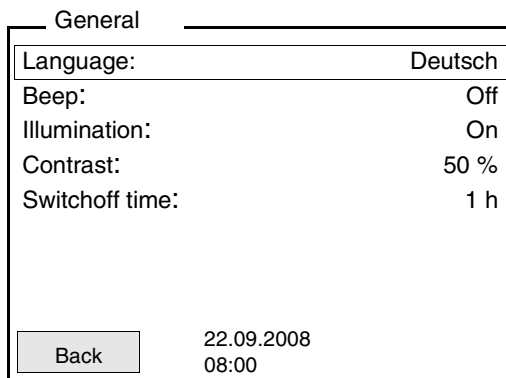 General
Language: Deutsch
Beep: Off
Illumination: On
Contrast: 50 %
Switchoff time: 1 h
Back
22.09.2008
08:00